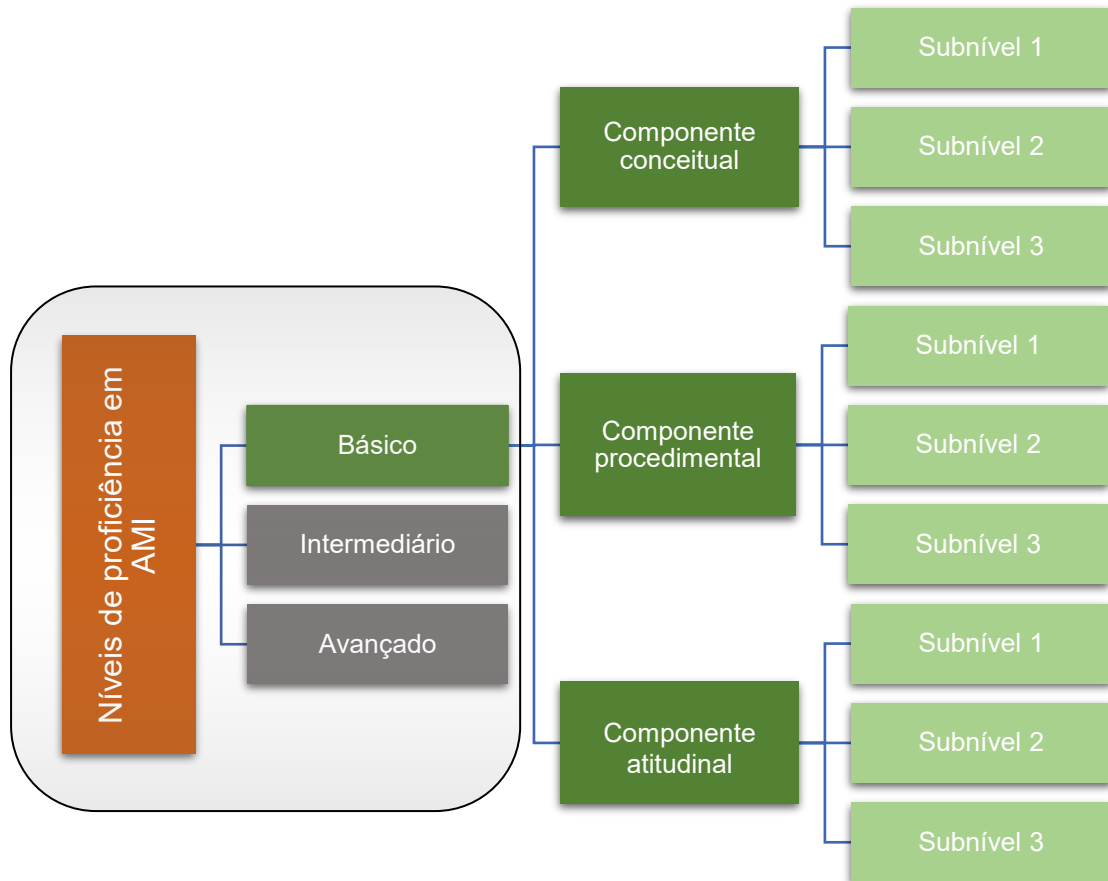 Níveis de proficiência em
AMI
Básico
Intermediário
Avançado
Componente
conceitual
Subnível 1
Subnível 2
Subnível 3
Componente
procedimental
Subnível 1
Subnível 2
Subnível 3
Componente
atitudinal
Subnível 1
Subnível 2
Subnível 3